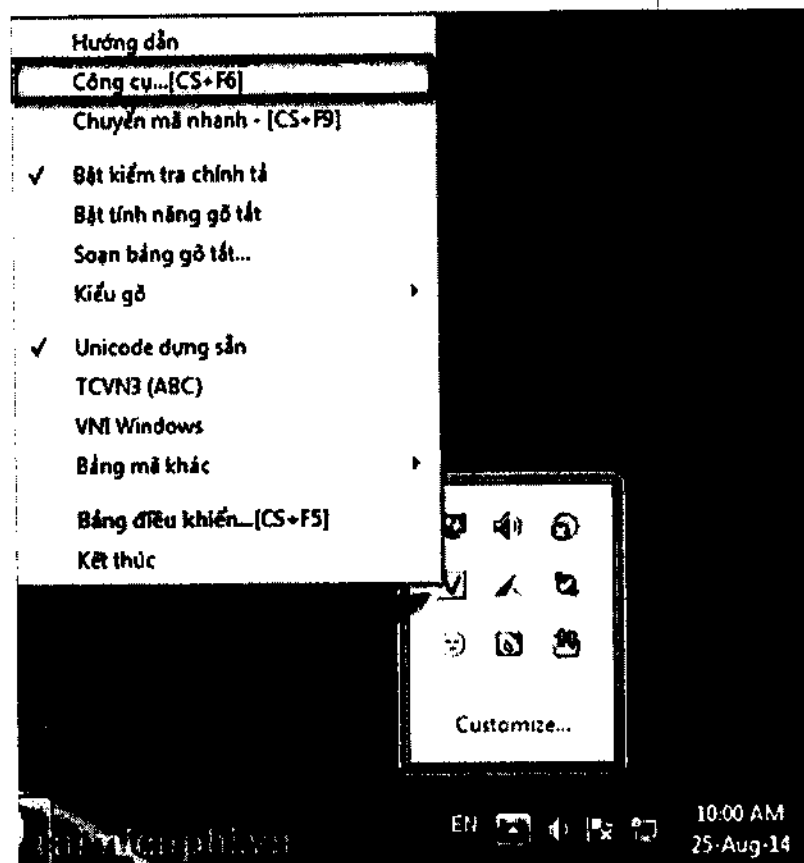 Hướng dẫn
Công cụ...[CS+F6]
Chuyển mã nhanh - [CS+F9]
Bật kiểm tra chính tả
Bật tính năng gõ tắt
Soạn bảng gõ tắt...
Kiểu gõ
Unicode dựng sẵn
TCVN3 (ABC)
VNI Windows
Bảng mã khác
Bảng điều khiển...[CS+F5]
Kết thúc
Customize...
EN
10:00 AM
25-Aug-14